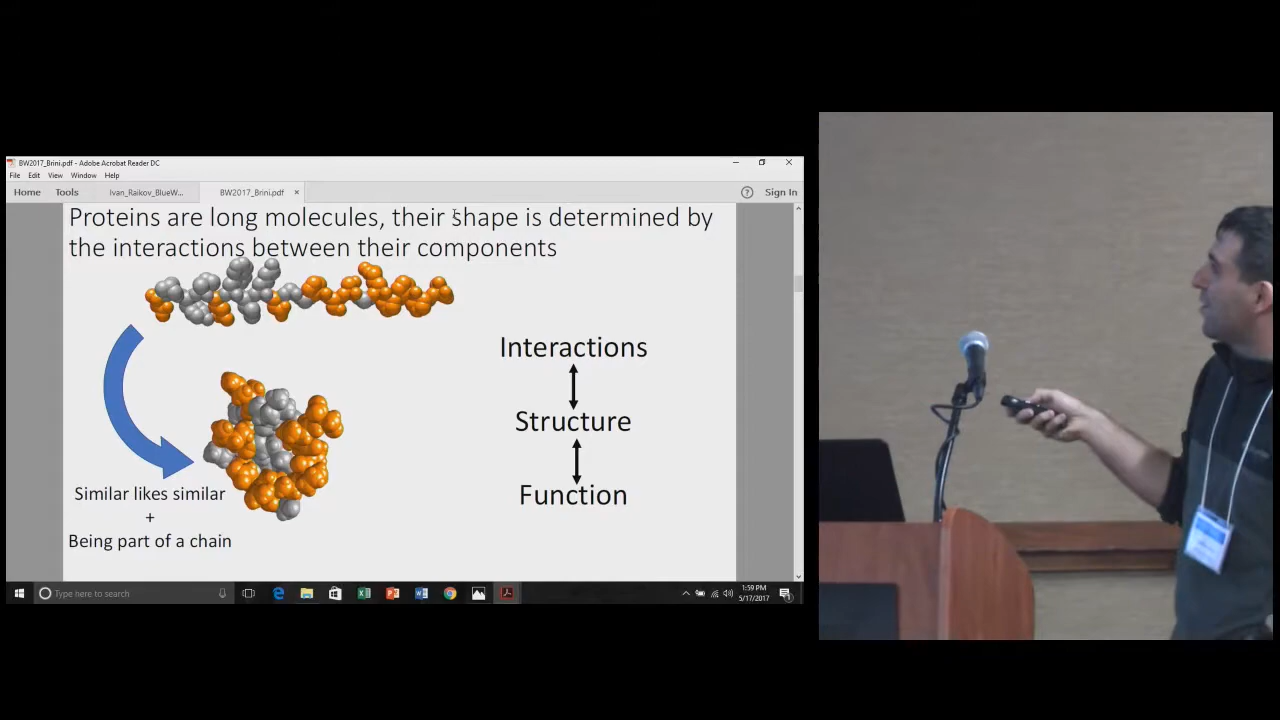 BW2017_Brini.pdf - Adobe Acrobat Reader DC
File Edit View Window Help
Home Tools Ivan_Raikov_BlueW... BW2017_Brini.pdf × ? Sign In
Proteins are long molecules, their shape is determined by
the interactions between their components
Interactions
Structure
Function
Similar likes similar
+
Being part of a chain
Type here to search
1:59 PM
5/17/2017